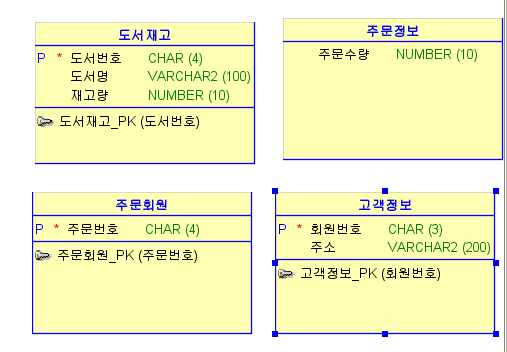 도서재고
P * 도서번호 CHAR (4)
도서명 VARCHAR2 (100)
재고량 NUMBER (10)
도서재고_PK (도서번호)
주문정보
주문수량 NUMBER (10)
주문회원
P * 주문번호 CHAR (4)
주문회원_PK (주문번호)
고객정보
P * 회원번호 CHAR (3)
주소 VARCHAR2 (200)
고객정보_PK (회원번호)